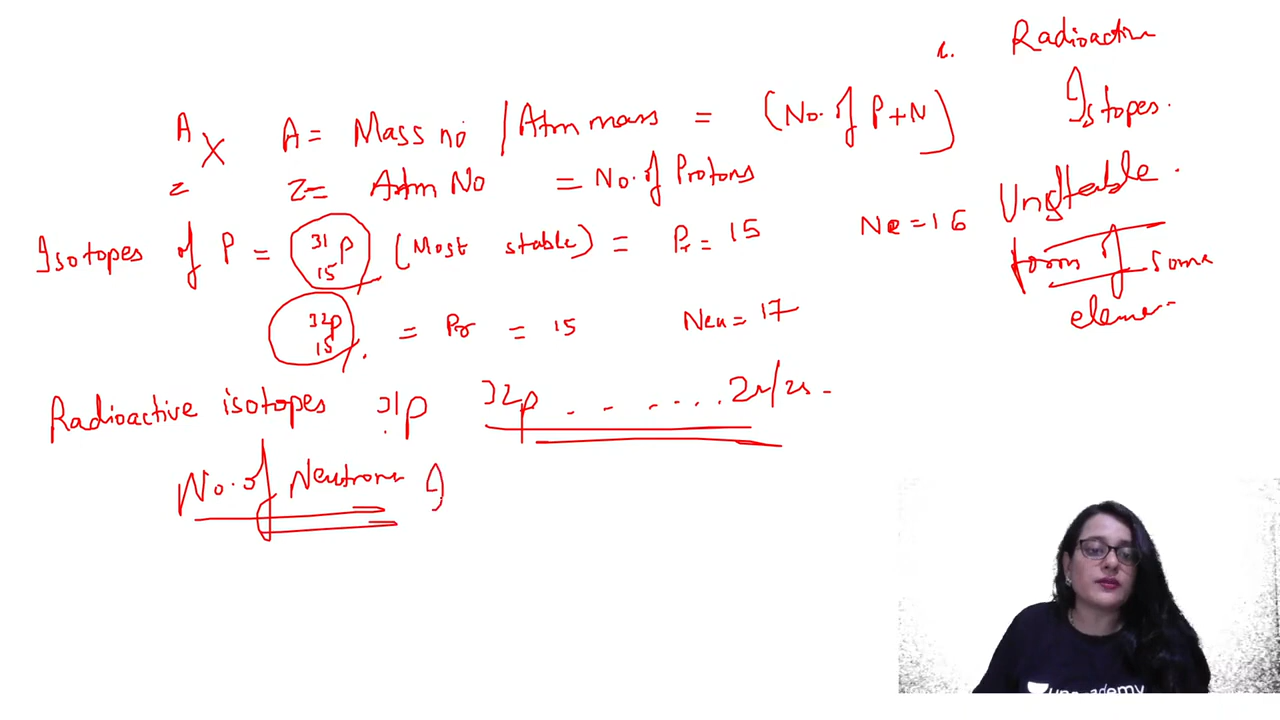 Radioactive
Isotopes.
Unstable.
form of some
elemen
A X
Z
A = Mass no / Atm mass = (No. of P+N)
Z = Atm No = No. of Protons
Isotopes of P = 31 P 15 (Most stable) = Pr = 15 Ne = 16
32 P 15 = Pr = 15 Neu = 17
Radioactive isotopes 31P 32P
No. of Neutrons
unacademy